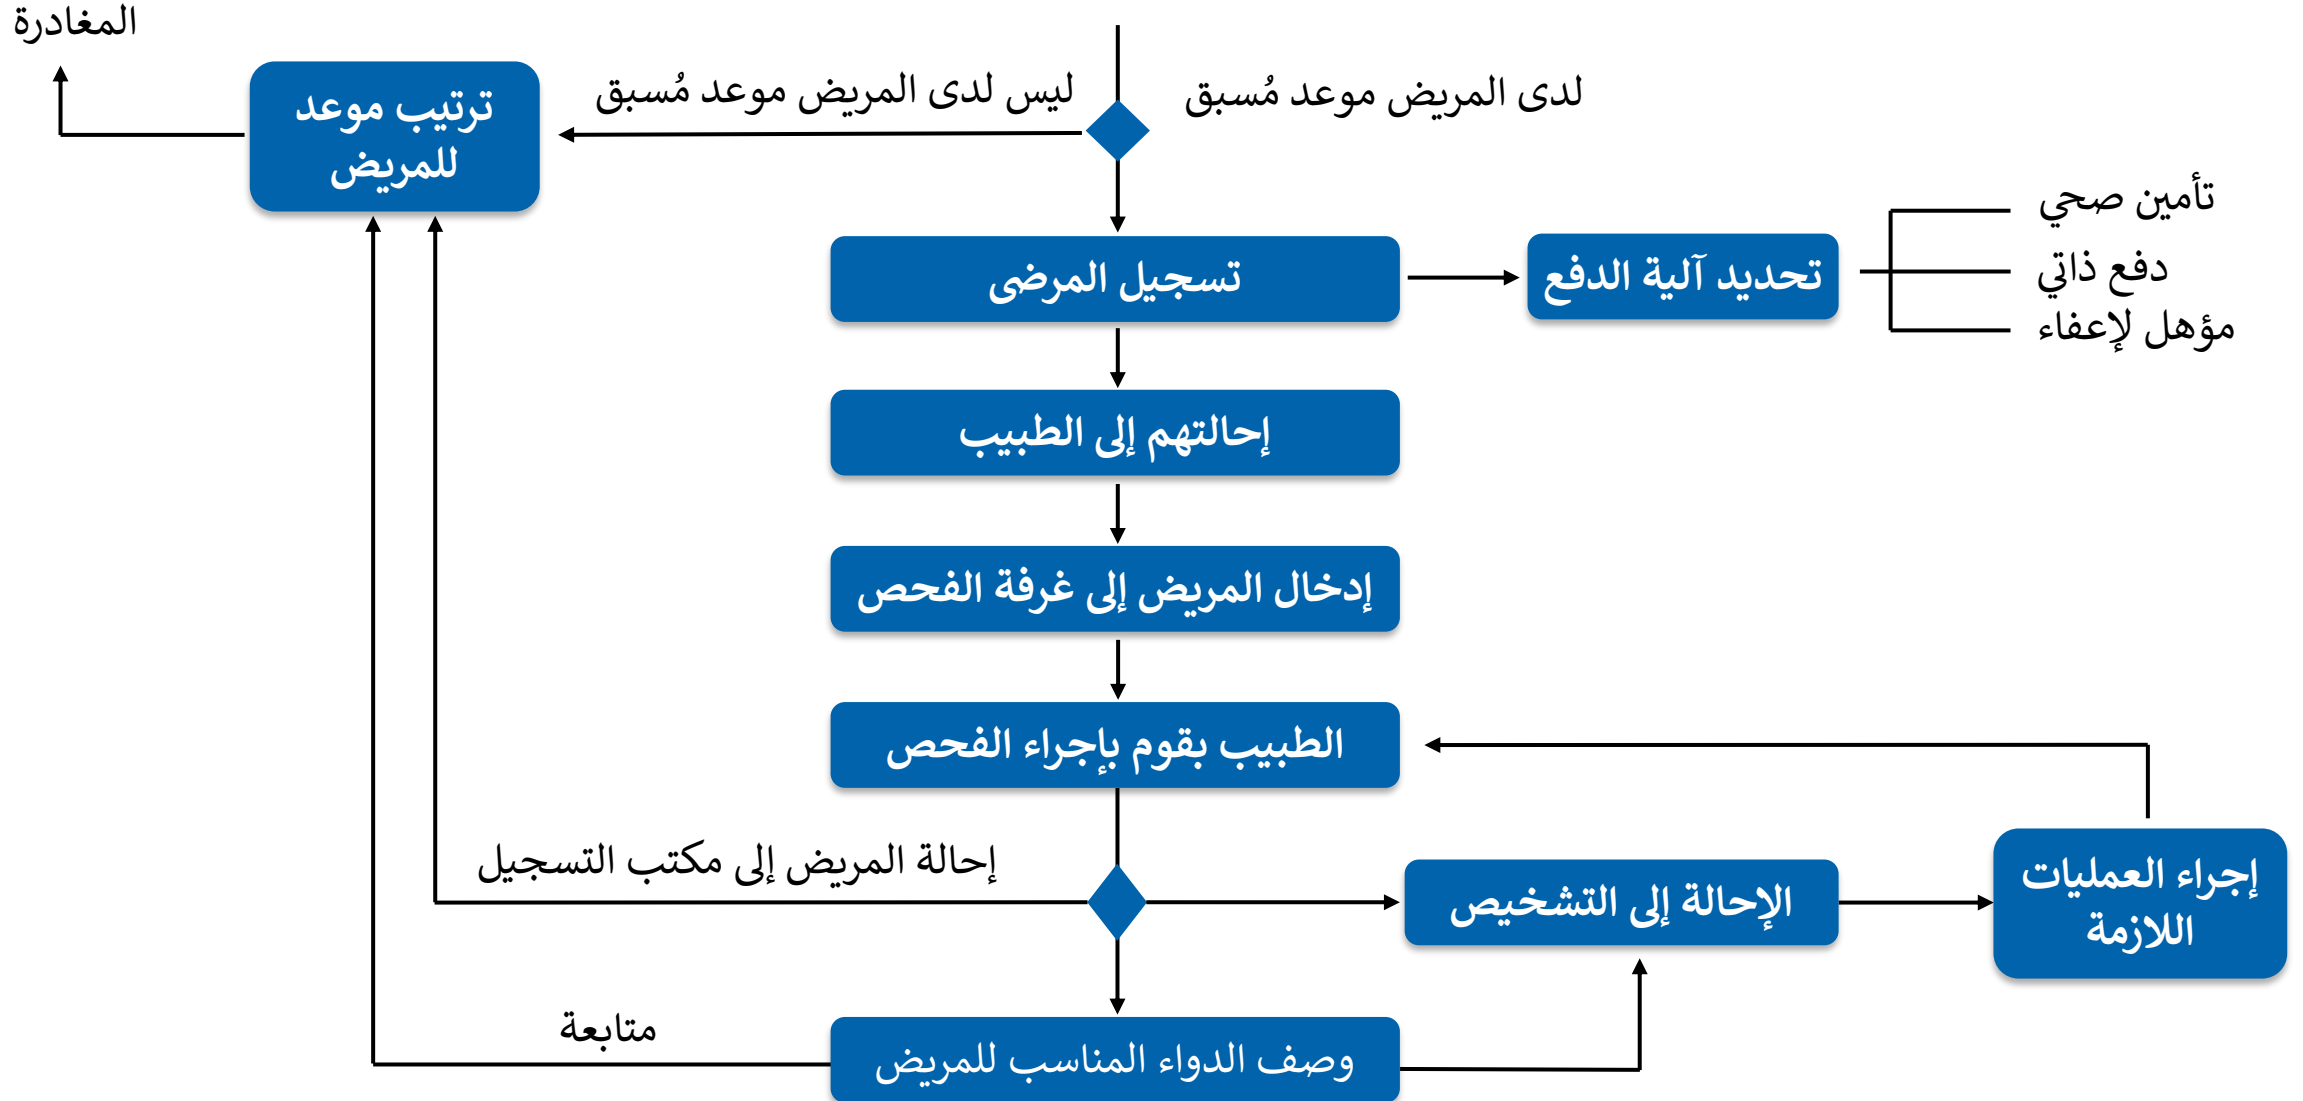 المغادرة
لدى المريض موعد مُسبق
ليس لدى المريض موعد مُسبق
ترتيب موعد
للمريض
تسجيل المرضى
تحديد آلية الدفع
تأمين صحي
دفع ذاتي
مؤهل لإعفاء
إحالتهم إلى الطبيب
إدخال المريض إلى غرفة الفحص
الطبيب بقوم بإجراء الفحص
إحالة المريض إلى مكتب التسجيل
الإحالة إلى التشخيص
إجراء العمليات
اللازمة
متابعة
وصف الدواء المناسب للمريض